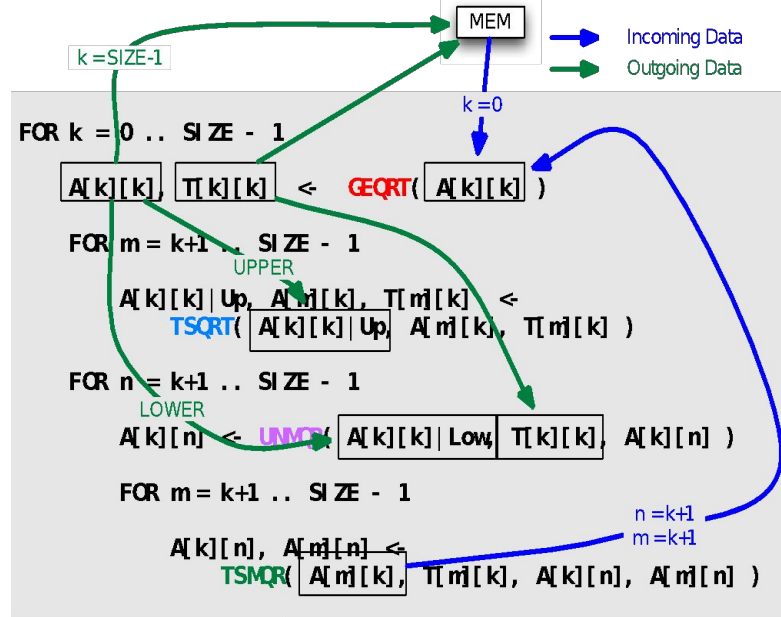 MEM
Incoming Data
k=SIZE-1
Outgoing Data
k=0
FOR k = 0 .. SIZE - 1
A[k][k], T[k][k] <- GEQRT( A[k][k] )
FOR m = k+1 .. SIZE - 1
UPPER
A[k][k]|Up, A[m][k], T[m][k] <-
TSQRT( A[k][k]|Up, A[m][k], T[m][k] )
FOR n = k+1 .. SIZE - 1
LOWER
A[k][n] <- UNMQR( A[k][k]|Low, T[k][k], A[k][n] )
FOR m = k+1 .. SIZE - 1
n=k+1
m=k+1
A[k][n], A[m][n] <-
TSMQR( A[m][k], T[m][k], A[k][n], A[m][n] )